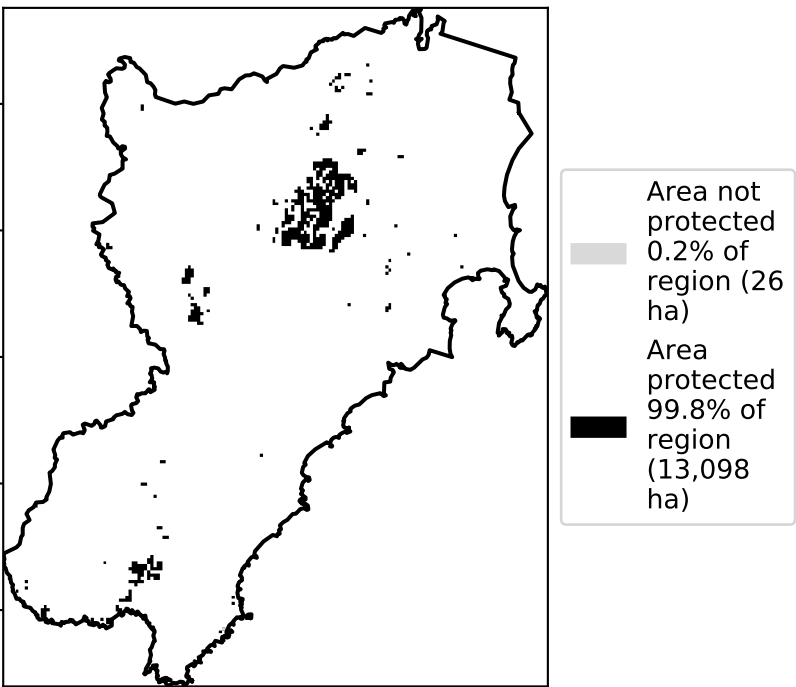 Area not
protected
0.2% of
region (26
ha)
Area
protected
99.8% of
region
(13,098
ha)